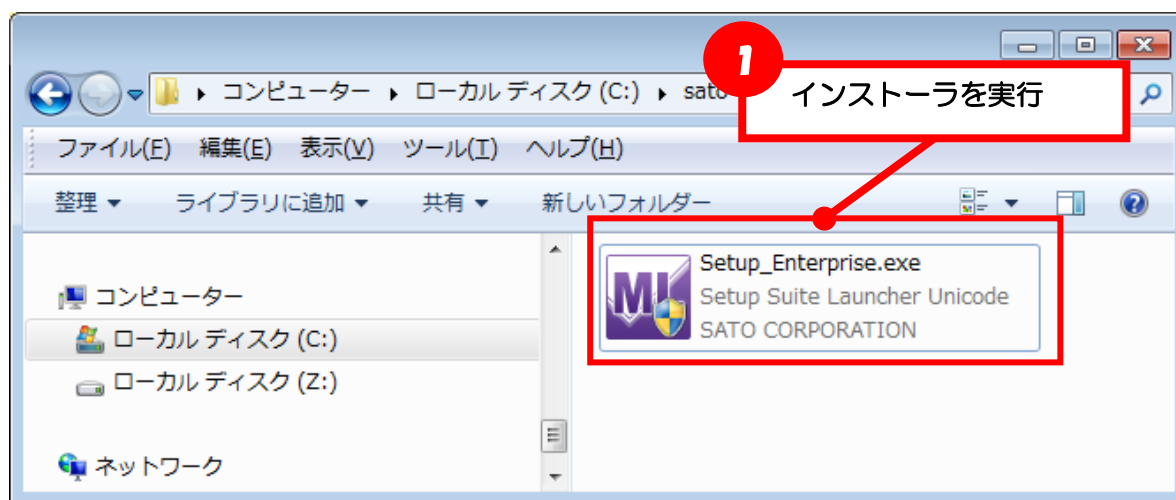 1
インストーラを実行
コンピューター ローカル ディスク (C:) sato
ファイル(F) 編集(E) 表示(V) ツール(T) ヘルプ(H)
整理 ライブラリに追加 共有 新しいフォルダー
コンピューター
ローカル ディスク (C:)
ローカル ディスク (Z:)
ネットワーク
Setup_Enterprise.exe
Setup Suite Launcher Unicode
SATO CORPORATION